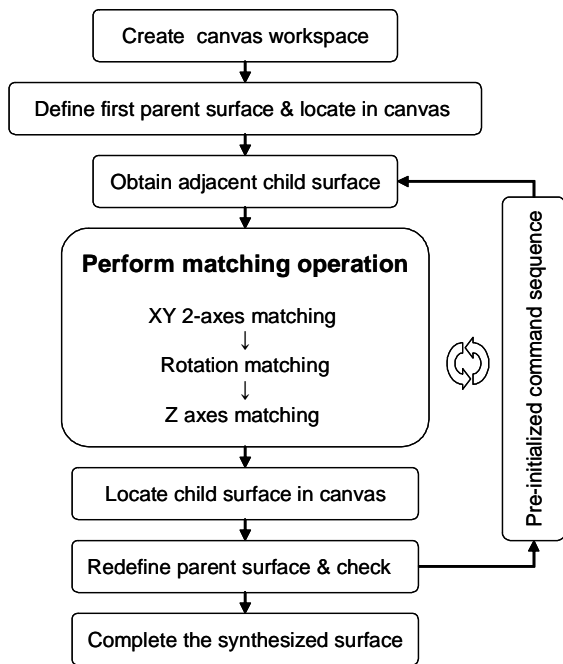 Create canvas workspace
Define first parent surface & locate in canvas
Obtain adjacent child surface
Perform matching operation
XY 2-axes matching
↓
Rotation matching
↓
Z axes matching
Locate child surface in canvas
Redefine parent surface & check
Complete the synthesized surface
Pre-initialized command sequence